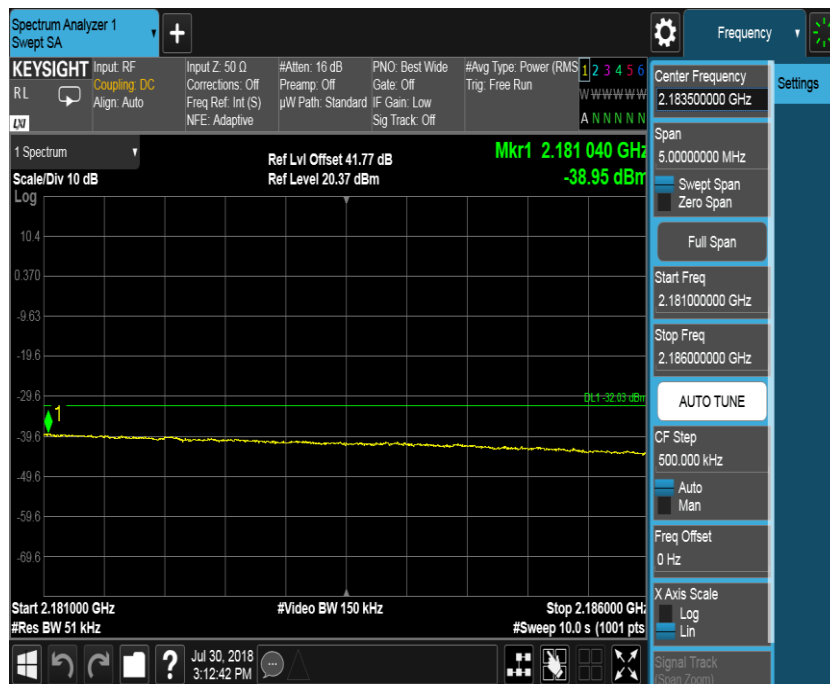 Spectrum Analyzer 1
Swept SA
+
Frequency
KEYSIGHT
RL
LXI
Input: RF
Coupling: DC
Align: Auto
Input Z: 50 Ω
Corrections: Off
Freq Ref: Int (S)
NFE: Adaptive
#Atten: 16 dB
Preamp: Off
µW Path: Standard
PNO: Best Wide
Gate: Off
IF Gain: Low
Sig Track: Off
#Avg Type: Power (RMS
Trig: Free Run
1 2 3 4 5 6
W W W W W W
A N N N N N
1 Spectrum
Scale/Div 10 dB
Log
Ref Lvl Offset 41.77 dB
Ref Level 20.37 dBm
Mkr1 2.181 040 GHz
-38.95 dBm
10.4
0.370
-9.63
-19.6
-29.6
-39.6
-49.6
-59.6
-69.6
DL1 -32.03 dBm
1
Start 2.181000 GHz
#Res BW 51 kHz
#Video BW 150 kHz
Stop 2.186000 GHz
#Sweep 10.0 s (1001 pts
?
Jul 30, 2018
3:12:42 PM
Center Frequency
2.183500000 GHz
Span
5.00000000 MHz
Swept Span
Zero Span
Full Span
Start Freq
2.181000000 GHz
Stop Freq
2.186000000 GHz
AUTO TUNE
CF Step
500.000 kHz
Auto
Man
Freq Offset
0 Hz
X Axis Scale
Log
Lin
Signal Track
(Span Zoom)
Settings